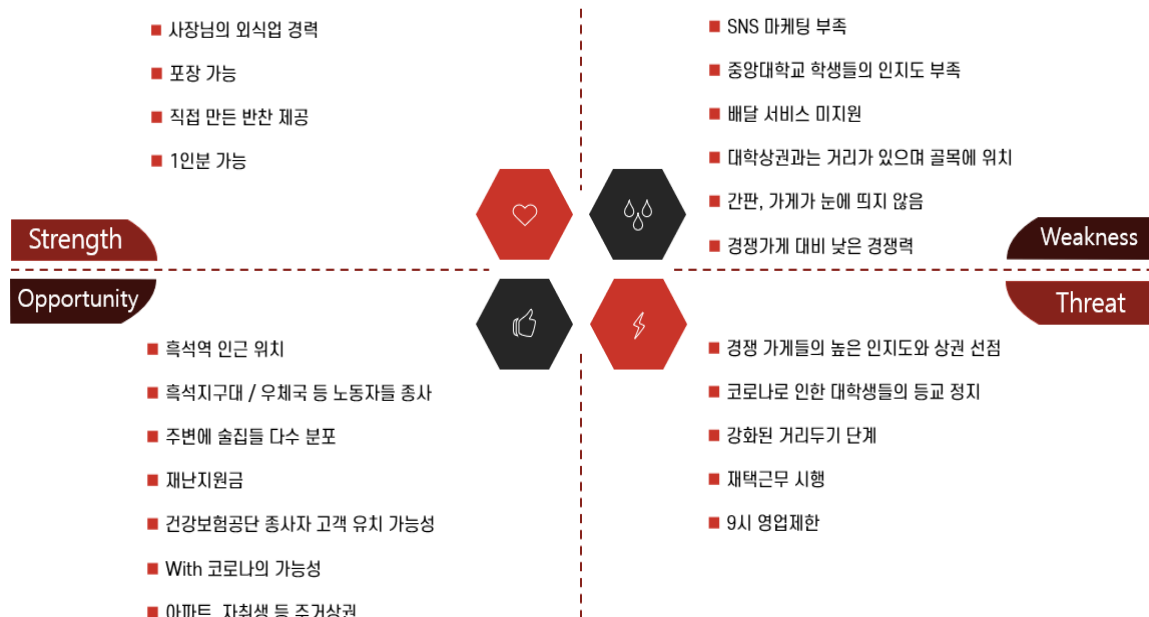 사장님의 외식업 경력
포장 가능
직접 만든 반찬 제공
1인분 가능
Strength
SNS 마케팅 부족
중앙대학교 학생들의 인지도 부족
배달 서비스 미지원
대학상권과는 거리가 있으며 골목에 위치
간판, 가게가 눈에 띄지 않음
경쟁가게 대비 낮은 경쟁력
Weakness
Opportunity
흑석역 인근 위치
흑석지구대 / 우체국 등 노동자들 종사
주변에 술집들 다수 분포
재난지원금
건강보험공단 종사자 고객 유치 가능성
With 코로나의 가능성
아파트, 자취생 등 주거상권
Threat
경쟁 가게들의 높은 인지도와 상권 선점
코로나로 인한 대학생들의 등교 정지
강화된 거리두기 단계
재택근무 시행
9시 영업제한